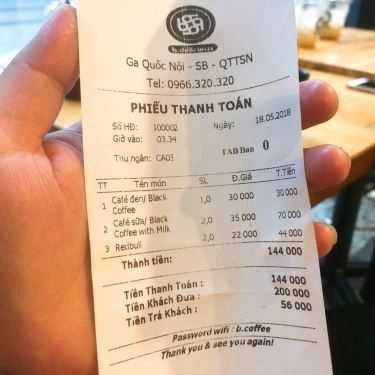 Ga Quốc Nội - SB - QTTSN
Tel: 0966.320.320
PHIẾU THANH TOÁN
Số HĐ: 100002 Ngày: 18.05.2018
Giờ vào: 03.34
Thu ngân: CA03 TAB Ban 0
TT Tên món SL Đ.Giá T.Tiền
1 Café đen/ Black Coffee 1,0 30 000 30 000
2 Café sữa/ Black Coffee with Milk 2,0 35 000 70 000
3 Recibull 2,0 22 000 44 000
Thành tiền: 144 000
Tiền Thanh Toán : 144 000
Tiền Khách Đưa : 200 000
Tiền Trả Khách : 56 000
Password wifi : b.coffee
Thank you & see you again!